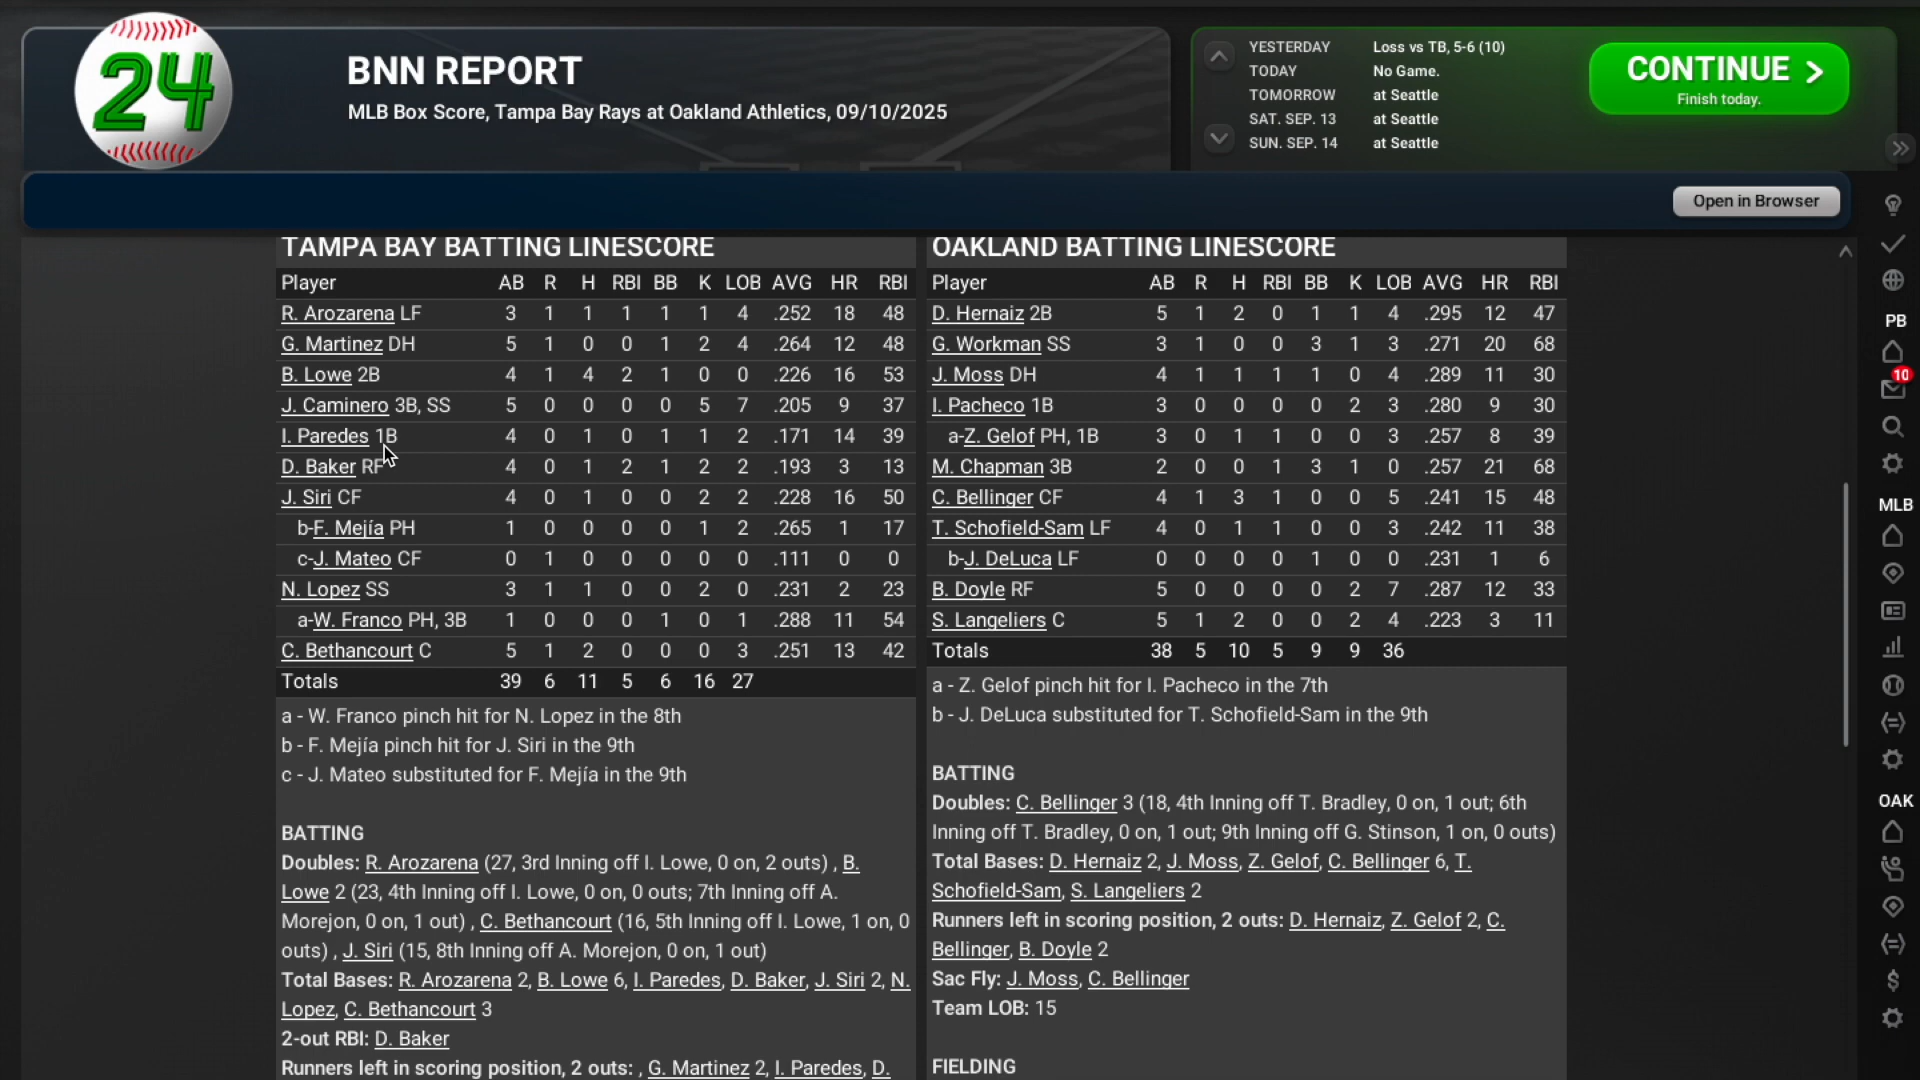 24
BNN REPORT
MLB Box Score, Tampa Bay Rays at Oakland Athletics, 09/10/2025
YESTERDAY Loss vs TB, 5-6 (10)
TODAY No Game.
TOMORROW at Seattle
SAT. SEP. 13 at Seattle
SUN. SEP. 14 at Seattle
CONTINUE
Finish today.
Open in Browser
TAMPA BAY BATTING LINESCORE
Player AB R H RBI BB K LOB AVG HR RBI
R. Arozarena LF 3 1 1 1 1 1 4 .252 18 48
G. Martinez DH 5 1 0 0 1 2 4 .264 12 48
B. Lowe 2B 4 1 4 2 1 0 0 .226 16 53
J. Caminero 3B, SS 5 0 0 0 0 5 7 .205 9 37
I. Paredes 1B 4 0 1 0 1 1 2 .171 14 39
D. Baker RF 4 0 1 2 1 2 2 .193 3 13
J. Siri CF 4 0 1 0 0 2 2 .228 16 50
b-F. Mejía PH 1 0 0 0 0 1 2 .265 1 17
c-J. Mateo CF 0 1 0 0 0 0 0 .111 0 0
N. Lopez SS 3 1 1 0 0 2 0 .231 2 23
a-W. Franco PH, 3B 1 0 0 0 1 0 1 .288 11 54
C. Bethancourt C 5 1 2 0 0 0 3 .251 13 42
Totals 39 6 11 5 6 16 27
a - W. Franco pinch hit for N. Lopez in the 8th
b - F. Mejía pinch hit for J. Siri in the 9th
c - J. Mateo substituted for F. Mejía in the 9th
BATTING
Doubles: R. Arozarena (27, 3rd Inning off I. Lowe, 0 on, 2 outs) , B.
Lowe 2 (23, 4th Inning off I. Lowe, 0 on, 0 outs; 7th Inning off A.
Morejon, 0 on, 1 out) , C. Bethancourt (16, 5th Inning off I. Lowe, 1 on, 0
outs) , J. Siri (15, 8th Inning off A. Morejon, 0 on, 1 out)
Total Bases: R. Arozarena 2, B. Lowe 6, I. Paredes, D. Baker, J. Siri 2, N.
Lopez, C. Bethancourt 3
2-out RBI: D. Baker
Runners left in scoring position, 2 outs: , G. Martinez 2, I. Paredes, D.
OAKLAND BATTING LINESCORE
Player AB R H RBI BB K LOB AVG HR RBI
D. Hernaiz 2B 5 1 2 0 1 1 4 .295 12 47
G. Workman SS 3 1 0 0 3 1 3 .271 20 68
J. Moss DH 4 1 1 1 1 0 4 .289 11 30
I. Pacheco 1B 3 0 0 0 0 2 3 .280 9 30
a-Z. Gelof PH, 1B 3 0 1 1 0 0 3 .257 8 39
M. Chapman 3B 2 0 0 1 3 1 0 .257 21 68
C. Bellinger CF 4 1 3 1 0 0 5 .241 15 48
T. Schofield-Sam LF 4 0 1 1 0 0 3 .242 11 38
b-J. DeLuca LF 0 0 0 0 1 0 0 .231 1 6
B. Doyle RF 5 0 0 0 0 2 7 .287 12 33
S. Langeliers C 5 1 2 0 0 2 4 .223 3 11
Totals 38 5 10 5 9 9 36
a - Z. Gelof pinch hit for I. Pacheco in the 7th
b - J. DeLuca substituted for T. Schofield-Sam in the 9th
BATTING
Doubles: C. Bellinger 3 (18, 4th Inning off T. Bradley, 0 on, 1 out; 6th
Inning off T. Bradley, 0 on, 1 out; 9th Inning off G. Stinson, 1 on, 0 outs)
Total Bases: D. Hernaiz 2, J. Moss, Z. Gelof, C. Bellinger 6, T.
Schofield-Sam, S. Langeliers 2
Runners left in scoring position, 2 outs: D. Hernaiz, Z. Gelof 2, C.
Bellinger, B. Doyle 2
Sac Fly: J. Moss, C. Bellinger
Team LOB: 15
FIELDING
PB
10
MLB
OAK